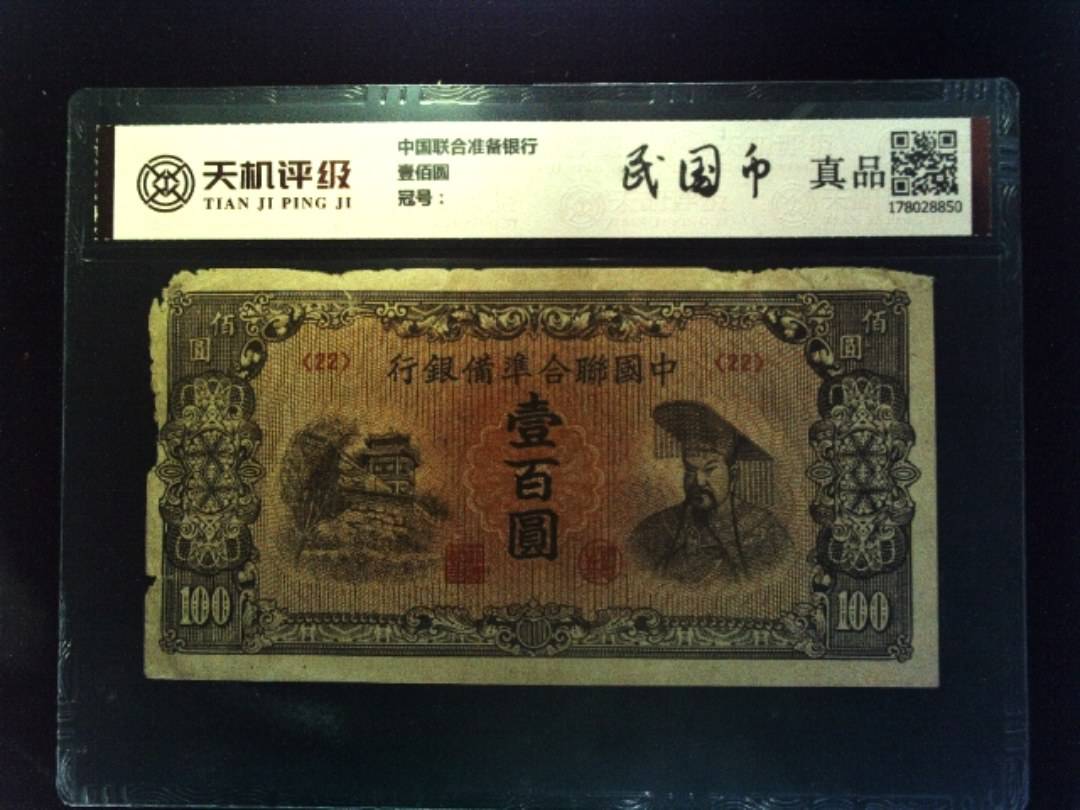 天机评级
TIAN JI PING JI
中国联合准备银行
壹佰圆
冠号：
民国币
真品
178028850
佰圆
佰圆
(22)
行銀備準合聯國中
(22)
壹百圓
100
100